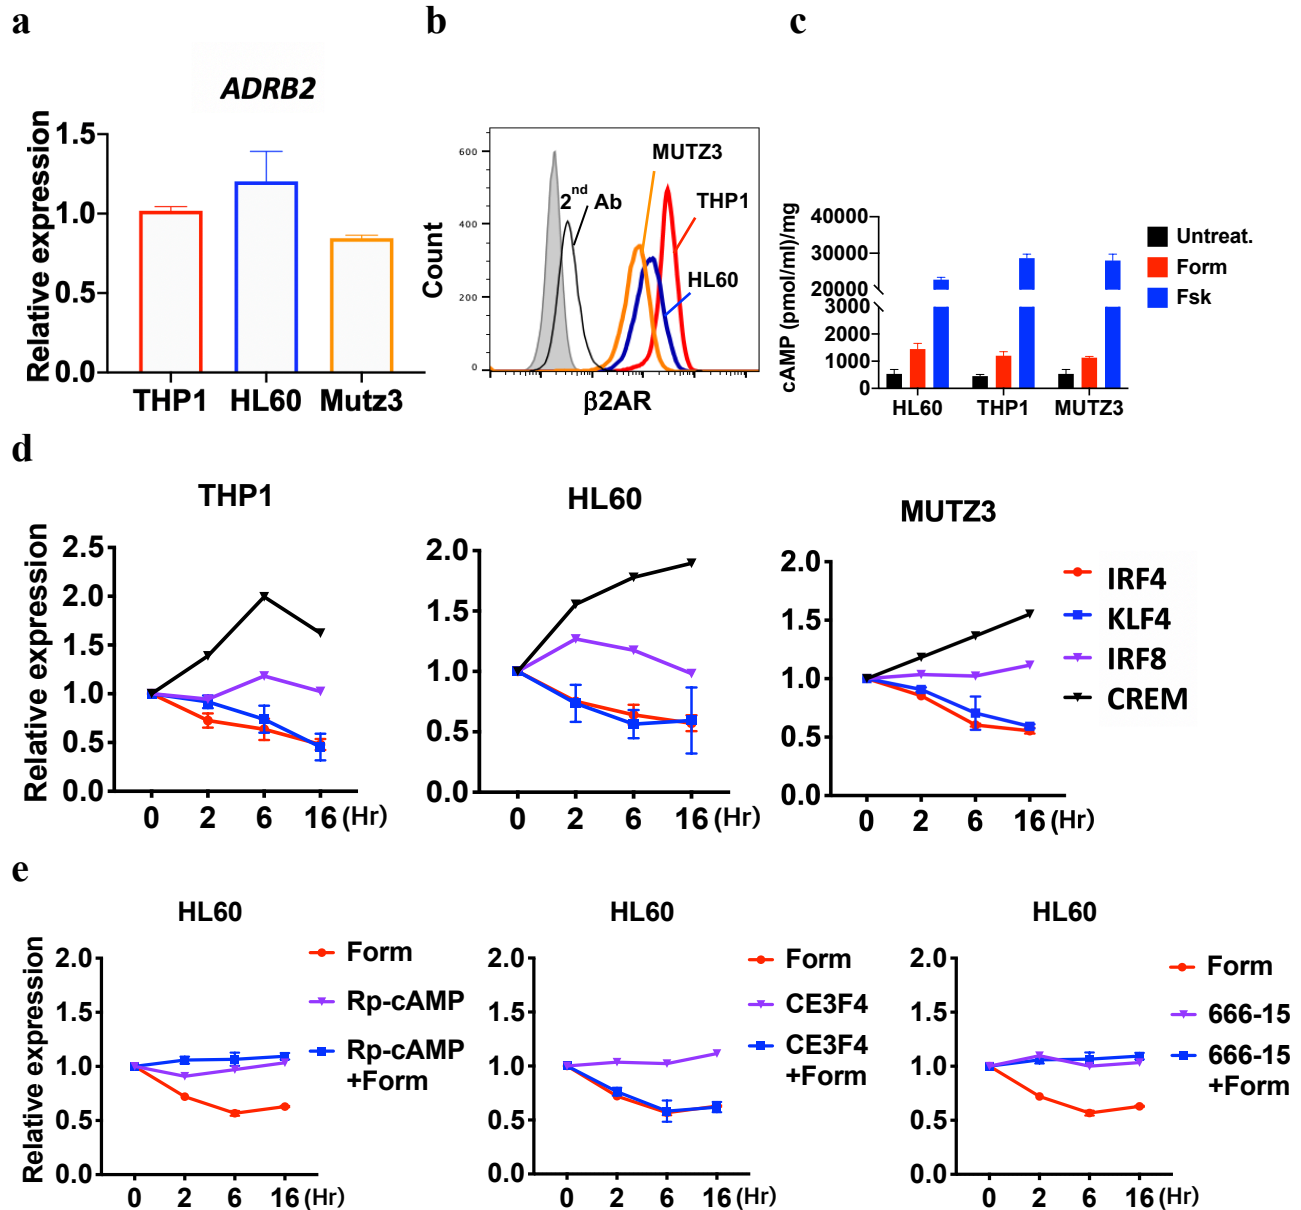 a
ADRB2
Relative expression
1.5
1.0
0.5
0.0
THP1 HL60 Mutz3
b
600
400
200
0
Count
2nd Ab
MUTZ3
THP1
HL60
β2AR
c
cAMP (pmol/ml)/mg
40000
30000
20000
3000
2000
1000
0
HL60 THP1 MUTZ3
Untreat.
Form
Fsk
d
THP1
Relative expression
2.5
2.0
1.5
1.0
0.5
0.0
0 2 6 16 (Hr)
HL60
2.0
1.5
1.0
0.5
0.0
0 2 6 16 (Hr)
MUTZ3
2.0
1.5
1.0
0.5
0.0
0 2 6 16 (Hr)
IRF4
KLF4
IRF8
CREM
e
HL60
Relative expression
2.0
1.5
1.0
0.5
0.0
0 2 6 16 (Hr)
Form
Rp-cAMP
Rp-cAMP
+Form
HL60
2.0
1.5
1.0
0.5
0.0
0 2 6 16 (Hr)
Form
CE3F4
CE3F4
+Form
HL60
2.0
1.5
1.0
0.5
0.0
0 2 6 16 (Hr)
Form
666-15
666-15
+Form